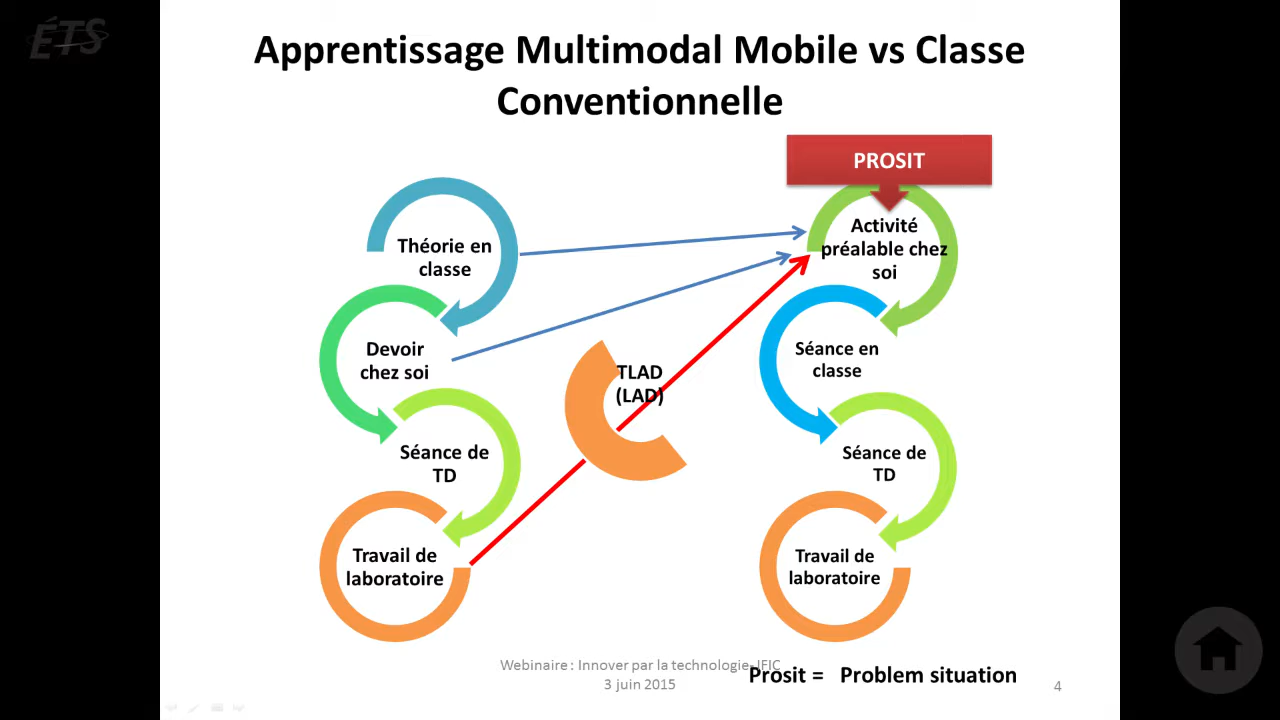 ÉTS
Apprentissage Multimodal Mobile vs Classe
Conventionnelle
PROSIT
Théorie en
classe
Devoir
chez soi
Séance de
TD
Travail de
laboratoire
TLAD
(LAD)
Activité
préalable chez
soi
Séance en
classe
Séance de
TD
Travail de
laboratoire
Webinaire : Innover par la technologie- IFIC
3 juin 2015
Prosit = Problem situation
4